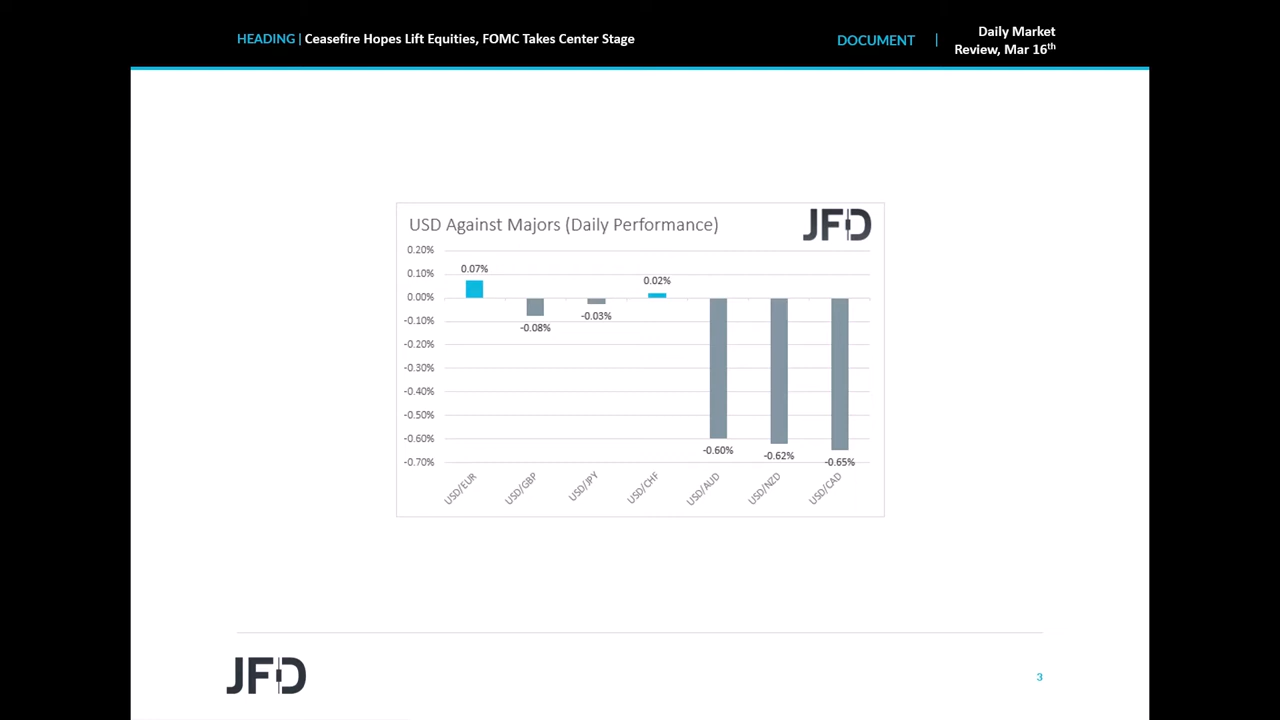 HEADING | Ceasefire Hopes Lift Equities, FOMC Takes Center Stage
DOCUMENT |
Daily Market
Review, Mar 16th
USD Against Majors (Daily Performance)
JFD
0.20%
0.10%
0.00%
-0.10%
-0.20%
-0.30%
-0.40%
-0.50%
-0.60%
-0.70%
0.07%
-0.08%
-0.03%
0.02%
-0.60%
-0.62%
-0.65%
USD/EUR
USD/GBP
USD/JPY
USD/CHF
USD/AUD
USD/NZD
USD/CAD
JFD
3